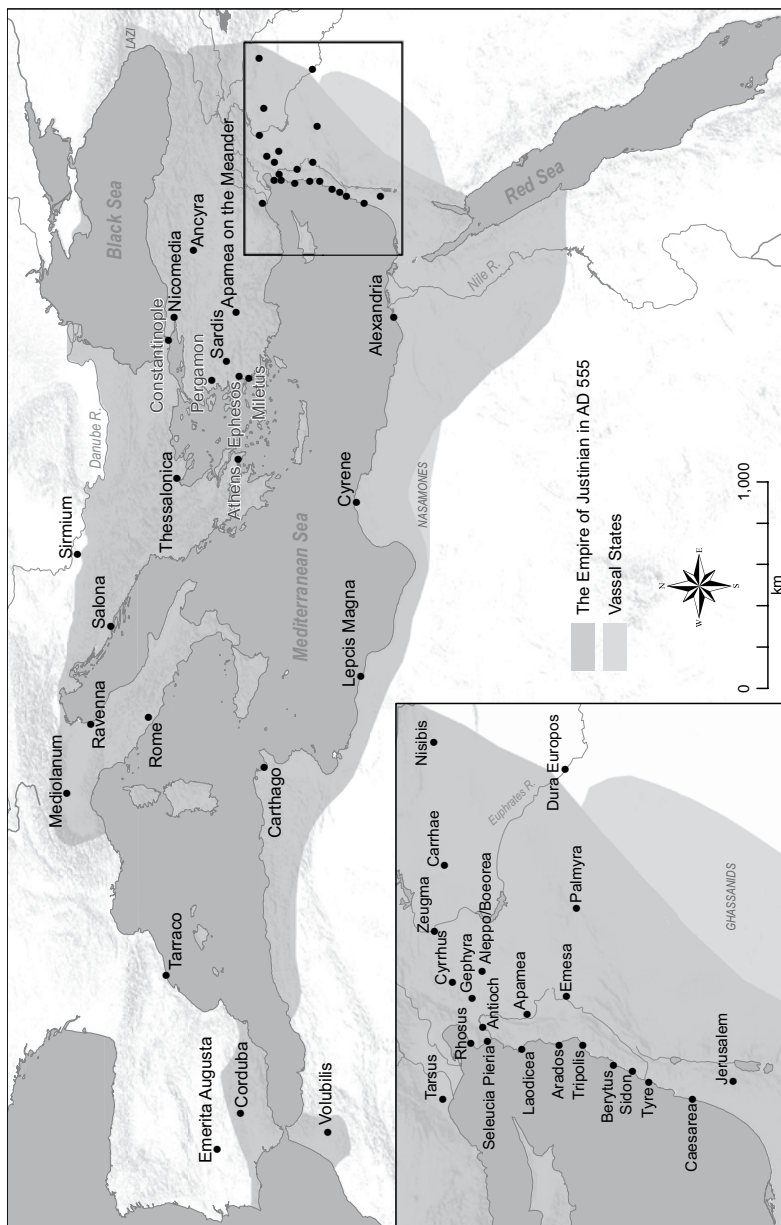 LAZI
Black Sea
Constantinople
Nicomedia
Ancyra
Danube R.
Sirmium
Salona
Thessalonica
Pergamon
Sardis
Apamea on the Meander
Athens
Ephesos
Miletus
Mediolanum
Ravenna
Rome
Tarraco
Emerita Augusta
Corduba
Volubilis
Carthago
Lepcis Magna
Mediterranean Sea
Cyrene
NASAMONES
Alexandria
Nile R.
Red Sea
The Empire of Justinian in AD 555
Vassal States
N
E
S
W
0
1,000
km
Tarsus
Rhosus
Seleucia Pieria
Cyrrhus
Gephyra
Antioch
Zeugma
Aleppo/Boeorea
Carrhae
Nisibis
Euphrates R.
Dura Europos
Laodicea
Apamea
Aradosa
Tripolis
Emesa
Palmyra
Berytus
Sidon
Tyre
Caesarea
Jerusalem
GHASSANIDS